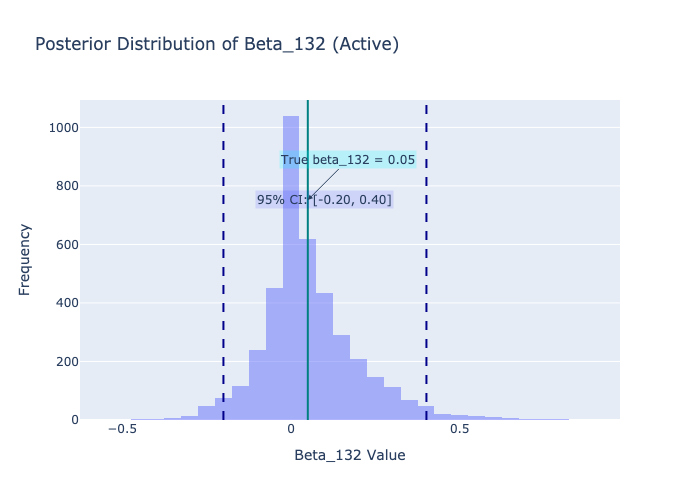 Posterior Distribution of Beta_132 (Active)
1000
800
600
400
200
0
Frequency
True beta_132 = 0.05
95% CI: [-0.20, 0.40]
−0.5
0
0.5
Beta_132 Value